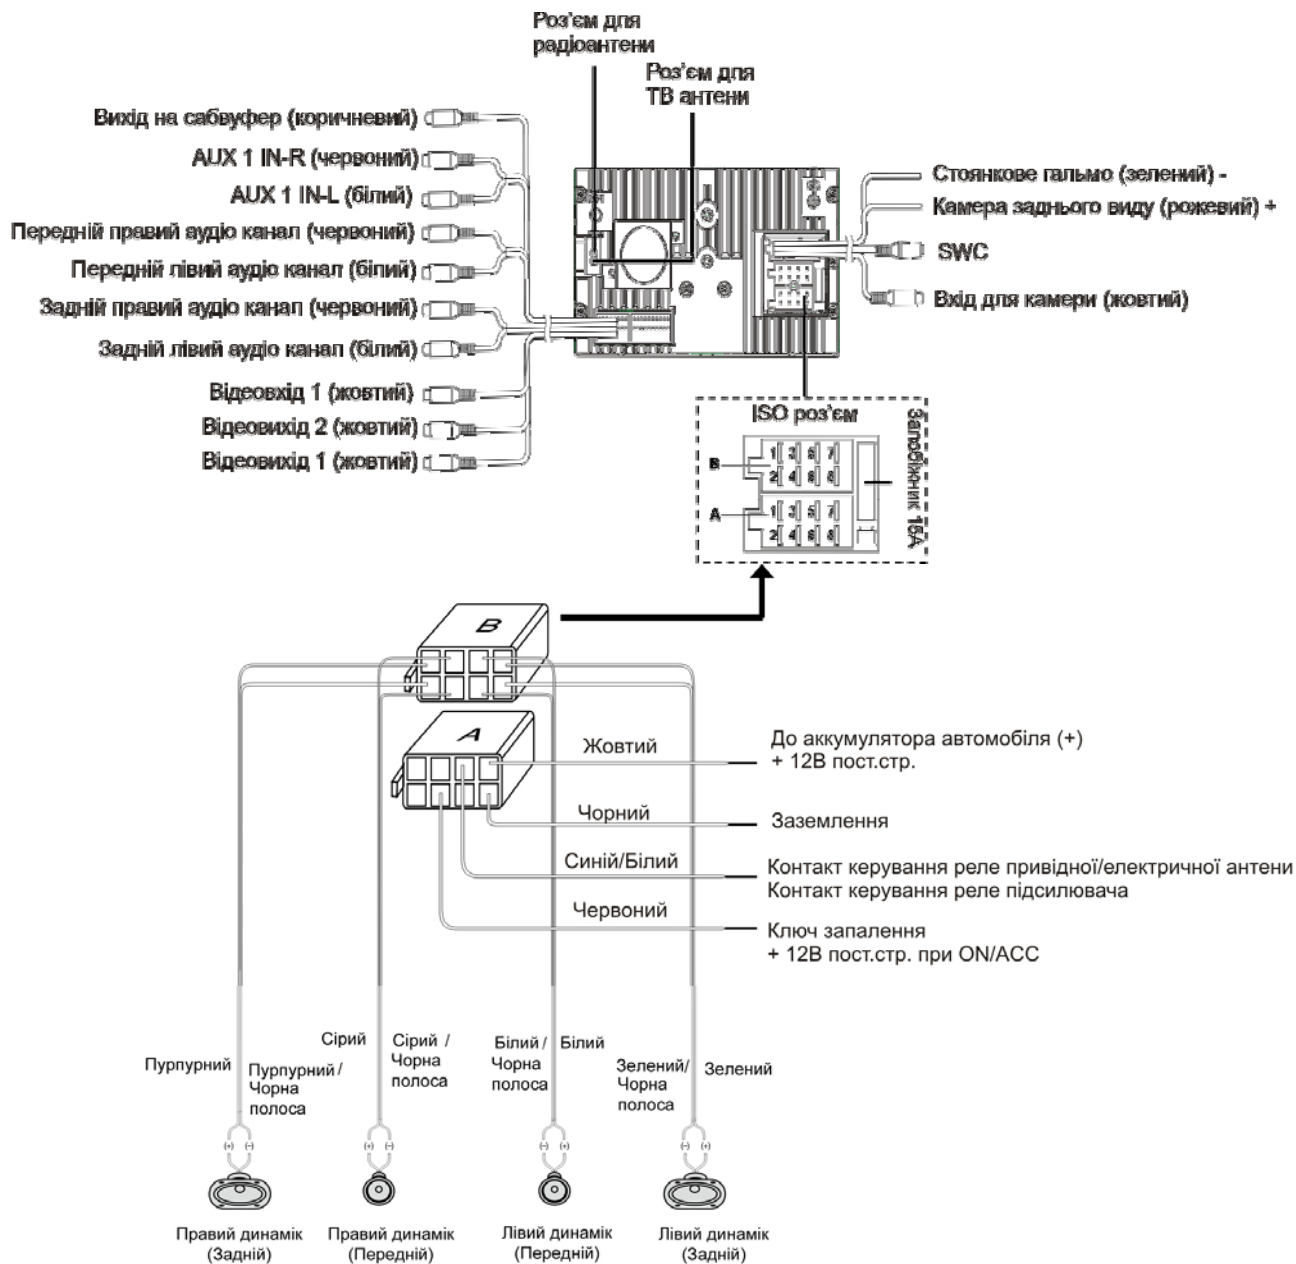 Роз'єм для
радіоантени
Роз'єм для
ТВ антени
Вихід на сабвуфер (коричневий)
AUX 1 IN-R (червоний)
AUX 1 IN-L (білий)
Передній правий аудіо канал (червоний)
Передній лівий аудіо канал (білий)
Задній правий аудіо канал (червоний)
Задній лівий аудіо канал (білий)
Відеовхід 1 (жовтий)
Відеовихід 2 (жовтий)
Відеовихід 1 (жовтий)
Стоянкове гальмо (зелений) -
Камера заднього виду (рожевий) +
SWC
Вхід для камери (жовтий)
ISO роз'єм
Запобіжник 15А
B
1 3 5 7
2 4 6 8
A
1 3 5 7
2 4 6 8
B
A
Жовтий
До аккумулятора автомобіля (+)
+ 12В пост.стр.
Чорний
Заземлення
Синій/Білий
Контакт керування реле привідної/електричної антени
Контакт керування реле підсилювача
Червоний
Ключ запалення
+ 12В пост.стр. при ON/ACC
Пурпурний
Пурпурний /
Чорна
полоса
Сірий
Сірий /
Чорна
полоса
Білий /
Чорна
полоса
Білий
Зелений/
Чорна
полоса
Зелений
(+) (-)
(+) (-)
(+) (-)
(+) (-)
Правий динамік
(Задній)
Правий динамік
(Передній)
Лівий динамік
(Передній)
Лівий динамік
(Задній)